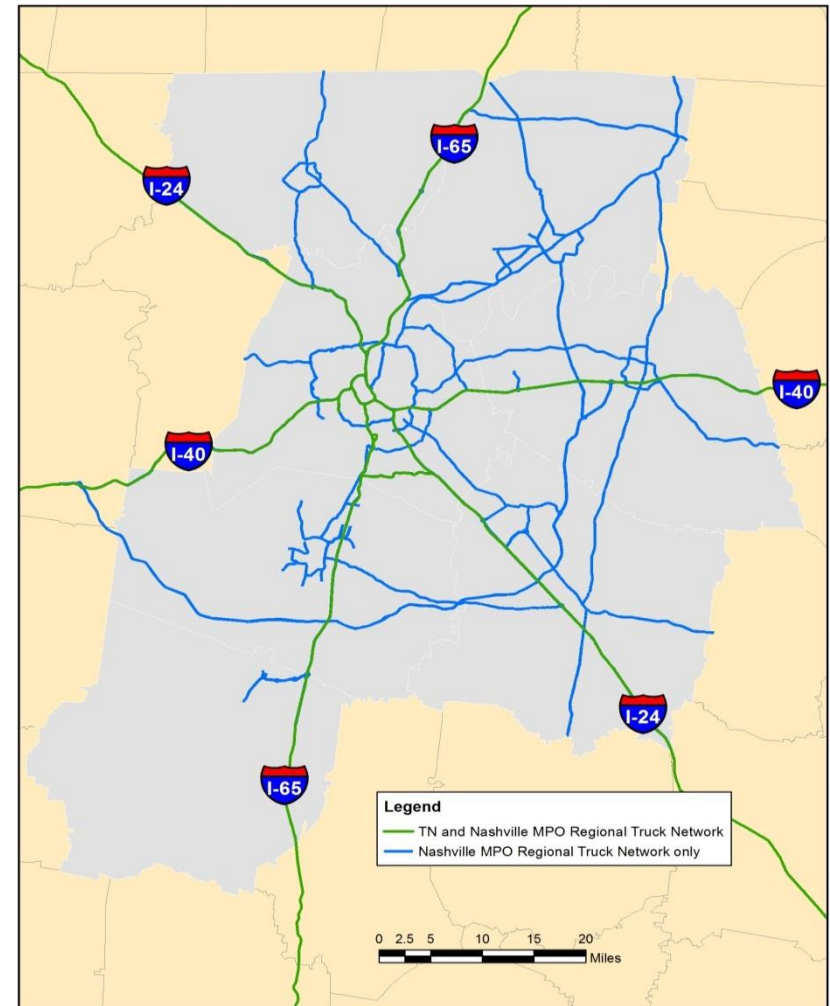 I-65
I-24
I-40
I-40
I-24
I-65
Legend
TN and Nashville MPO Regional Truck Network
Nashville MPO Regional Truck Network only
0 2.5 5 10 15 20
Miles